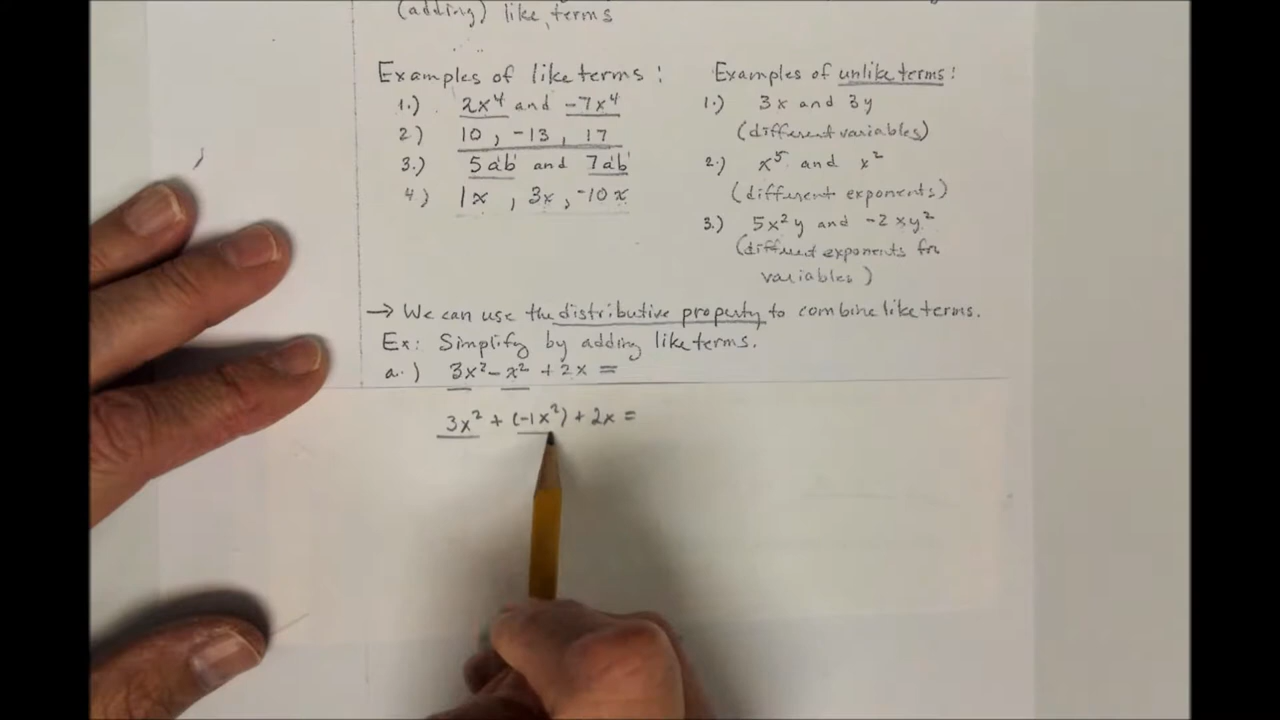 (adding) like terms
Examples of like terms:
1.) 2x⁴ and -7x⁴
2) 10, -13, 17
3.) 5ab and 7ab
4) 1x, 3x, -10x
Examples of unlike terms:
1.) 3x and 3y
(different variables)
2.) x⁵ and x²
(different exponents)
3.) 5x²y and -2xy²
(different exponents for
variables)
→ We can use the distributive property to combine like terms.
Ex: Simplify by adding like terms.
a.) 3x² - x² + 2x =
3x² + (-1x²) + 2x =